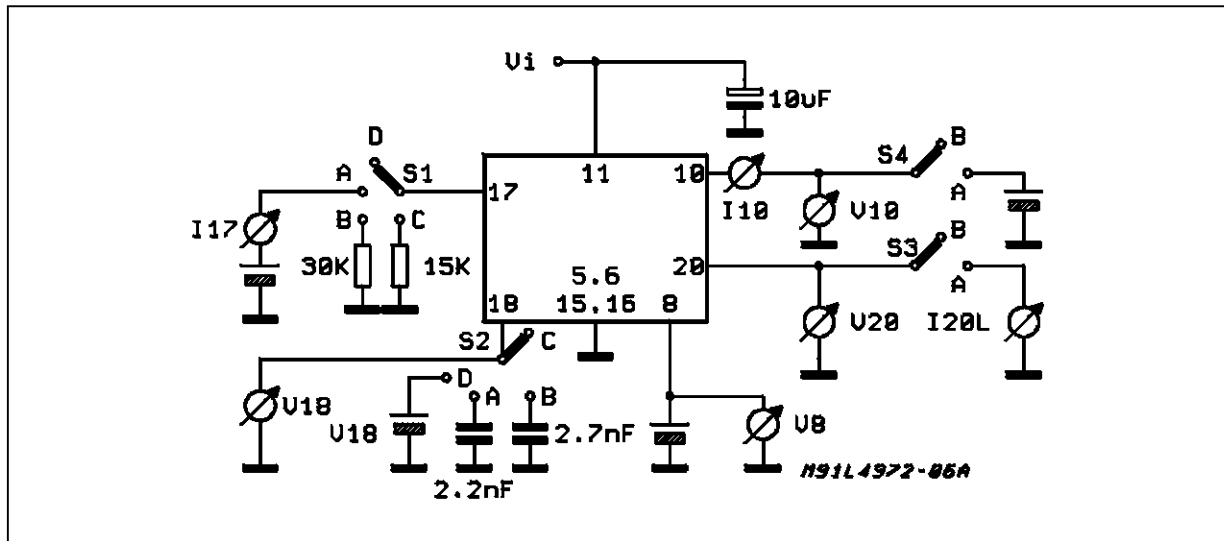 Vi
10uF
D
B
S4
A
S1
11
10
17
I10
V10
A
I17
B
C
B
S3
30K
15K
20
5.6
A
18
15.16
8
V20
I20L
S2
C
D
A
B
V18
V18
2.7nF
V8
2.2nF
M91L4972-06A